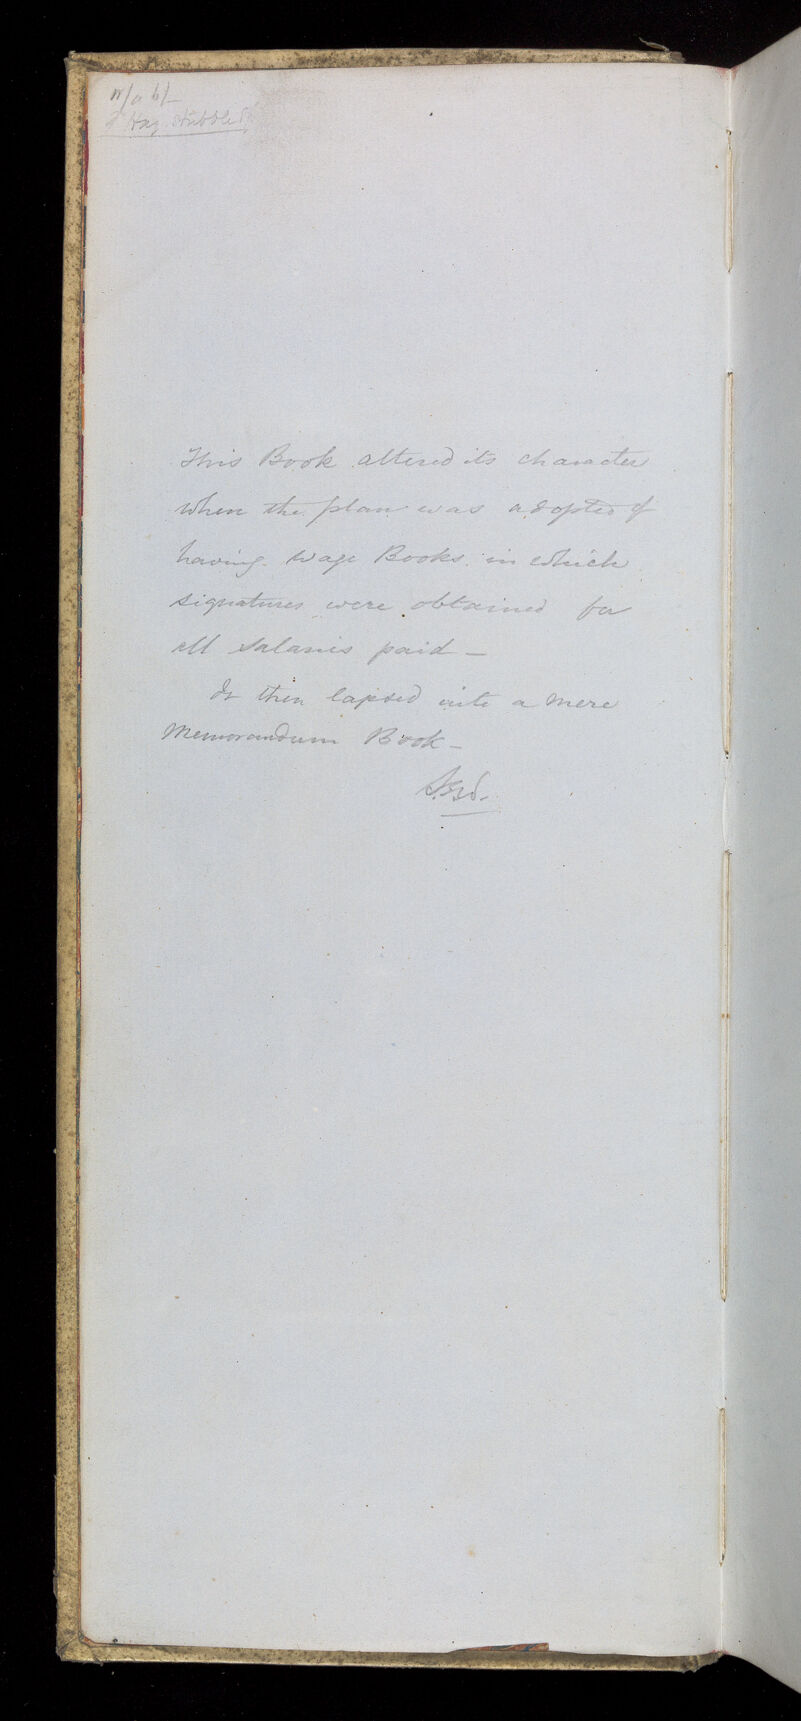 This Book altered its character
when the plan was adopted of
having Wage Books in which
signatures were obtained for
all salaries paid —
It then lapsed into a mere
Memorandum Book —